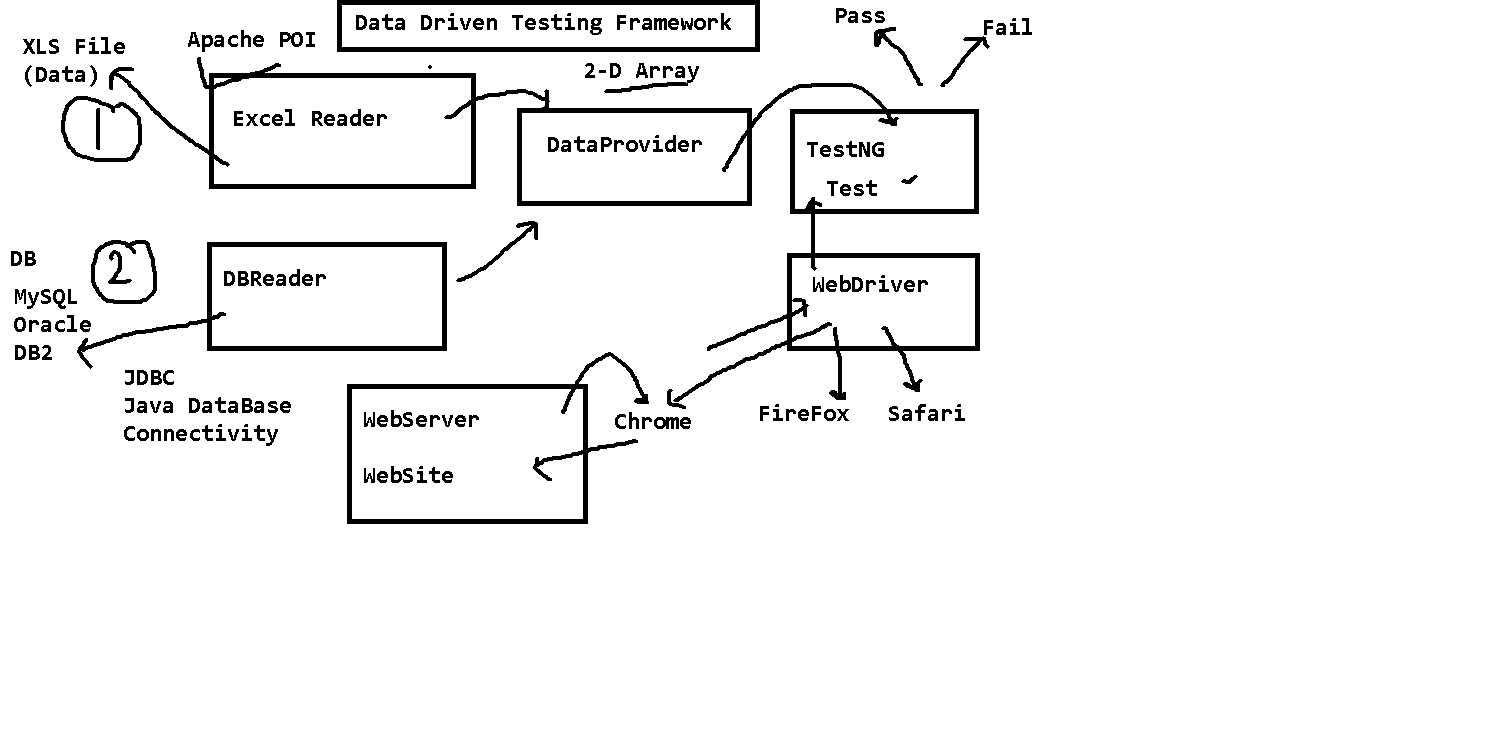 Data Driven Testing Framework
Pass
Fail
XLS File
(Data)
Apache POI
2-D Array
1
Excel Reader
DataProvider
TestNG
Test
DB
2
MySQL
Oracle
DB2
DBReader
WebDriver
JDBC
Java DataBase
Connectivity
WebServer
WebSite
Chrome
FireFox
Safari